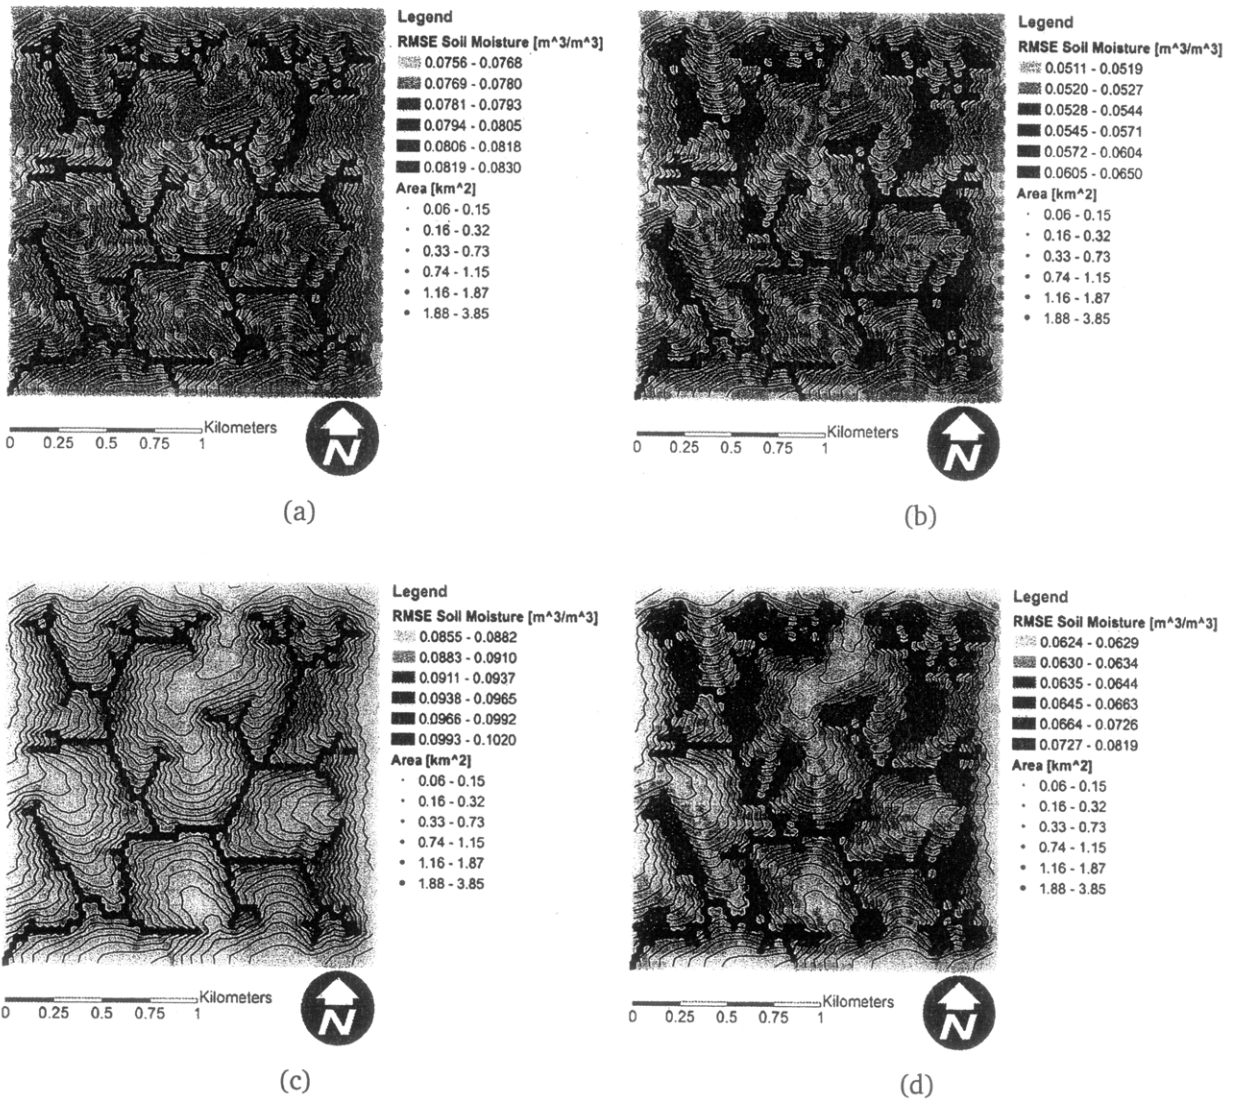 Legend
RMSE Soil Moisture [m^3/m^3]
0.0756 - 0.0768
0.0769 - 0.0780
0.0781 - 0.0793
0.0794 - 0.0805
0.0806 - 0.0818
0.0819 - 0.0830
Area [km^2]
0.06 - 0.15
0.16 - 0.32
0.33 - 0.73
0.74 - 1.15
1.16 - 1.87
1.88 - 3.85
Kilometers
0 0.25 0.5 0.75 1
N
(a)
Legend
RMSE Soil Moisture [m^3/m^3]
0.0511 - 0.0519
0.0520 - 0.0527
0.0528 - 0.0544
0.0545 - 0.0571
0.0572 - 0.0604
0.0605 - 0.0650
Area [km^2]
0.06 - 0.15
0.16 - 0.32
0.33 - 0.73
0.74 - 1.15
1.16 - 1.87
1.88 - 3.85
Kilometers
0 0.25 0.5 0.75 1
N
(b)
Legend
RMSE Soil Moisture [m^3/m^3]
0.0855 - 0.0882
0.0883 - 0.0910
0.0911 - 0.0937
0.0938 - 0.0965
0.0966 - 0.0992
0.0993 - 0.1020
Area [km^2]
0.06 - 0.15
0.16 - 0.32
0.33 - 0.73
0.74 - 1.15
1.16 - 1.87
1.88 - 3.85
Kilometers
0 0.25 0.5 0.75 1
N
(c)
Legend
RMSE Soil Moisture [m^3/m^3]
0.0624 - 0.0629
0.0630 - 0.0634
0.0635 - 0.0644
0.0645 - 0.0663
0.0664 - 0.0726
0.0727 - 0.0819
Area [km^2]
0.06 - 0.15
0.16 - 0.32
0.33 - 0.73
0.74 - 1.15
1.16 - 1.87
1.88 - 3.85
Kilometers
0 0.25 0.5 0.75 1
N
(d)